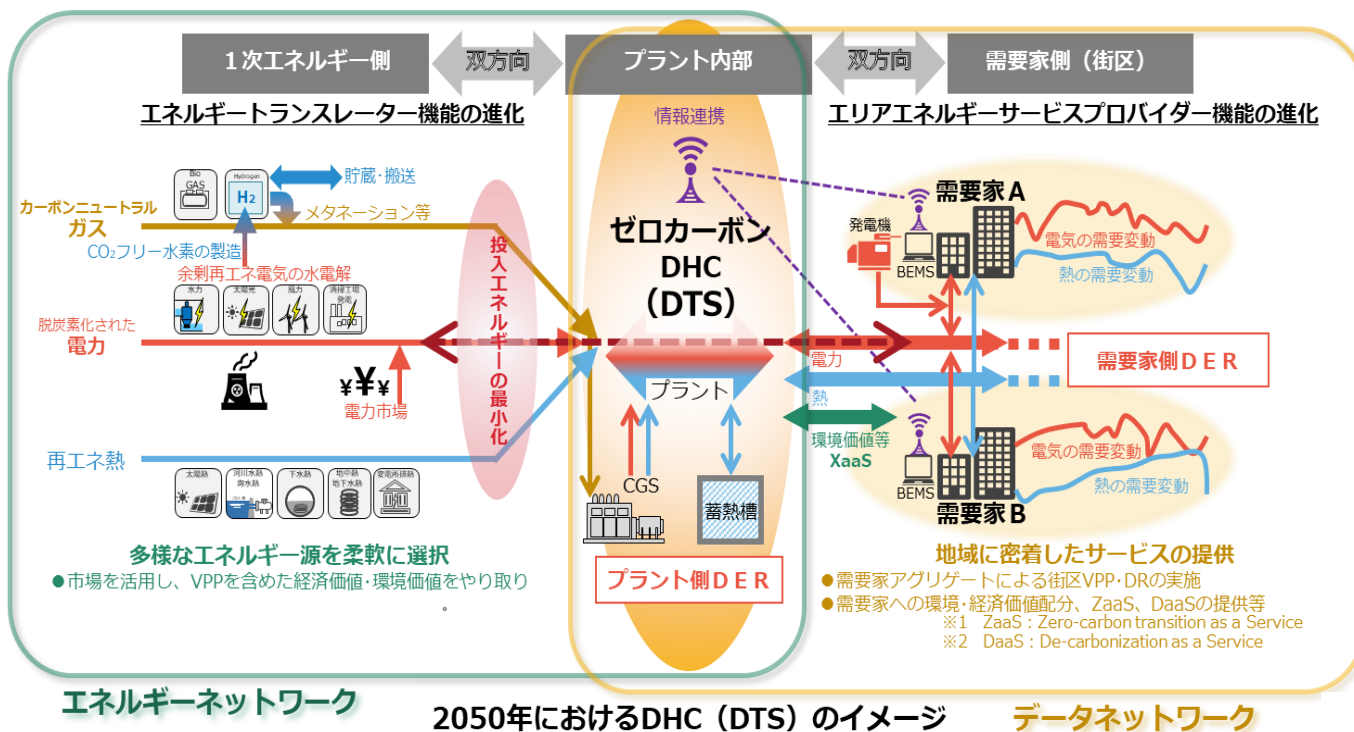 1次エネルギー側
双方向
プラント内部
双方向
需要家側（街区）
エネルギートランスレーター機能の進化
エリアエネルギーサービスプロバイダー機能の進化
情報連携
Bio
GAS
Hydrogen
H2
貯蔵・搬送
メタネーション等
カーボンニュートラル
ガス
CO₂フリー水素の製造
余剰再エネ電気の水電解
水力
太陽光
風力
清掃工場
発電
脱炭素化された
電力
¥¥¥
電力市場
再エネ熱
太陽熱
河川水熱
海水熱
下水熱
地中熱
地下水熱
変電所排熱
投入エネルギーの最小化
多様なエネルギー源を柔軟に選択
●市場を活用し、VPPを含めた経済価値・環境価値をやり取り
。
ゼロカーボン
DHC
（DTS）
プラント
CGS
蓄熱槽
プラント側ＤＥＲ
電力
熱
環境価値等
XaaS
需要家A
発電機
BEMS
電気の需要変動
熱の需要変動
需要家側ＤＥＲ
BEMS
需要家B
電気の需要変動
熱の需要変動
地域に密着したサービスの提供
●需要家アグリゲートによる街区VPP・DRの実施
●需要家への環境・経済価値配分、ZaaS、DaaSの提供等
※1 ZaaS：Zero-carbon transition as a Service
※2 DaaS：De-carbonization as a Service
エネルギーネットワーク
2050年におけるDHC（DTS）のイメージ
データネットワーク